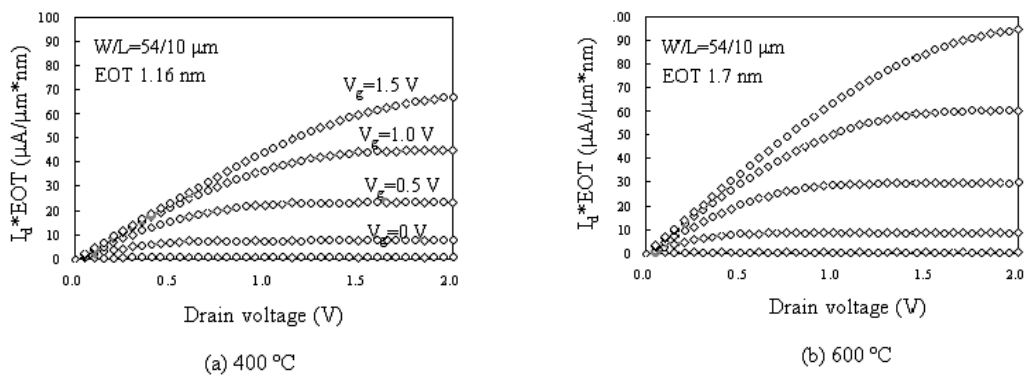 100
90
80
70
60
50
40
30
20
10
0
I_d*EOT (µA/µm*nm)
W/L=54/10 µm
EOT 1.16 nm
V_g=1.5 V
V_g=1.0 V
V_g=0.5 V
V_g=0 V
0.0 0.5 1.0 1.5 2.0
Drain voltage (V)
(a) 400 ºC
.00
90
80
70
60
50
40
30
20
10
0
I_d*EOT (µA/µm*nm)
W/L=54/10 µm
EOT 1.7 nm
0.0 0.5 1.0 1.5 2.0
Drain voltage (V)
(b) 600 ºC